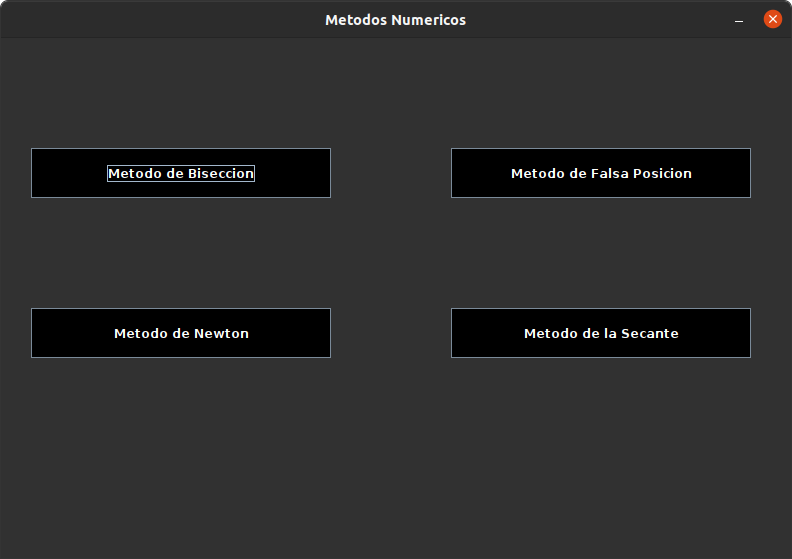 Metodos Numericos
Metodo de Biseccion
Metodo de Falsa Posicion
Metodo de Newton
Metodo de la Secante